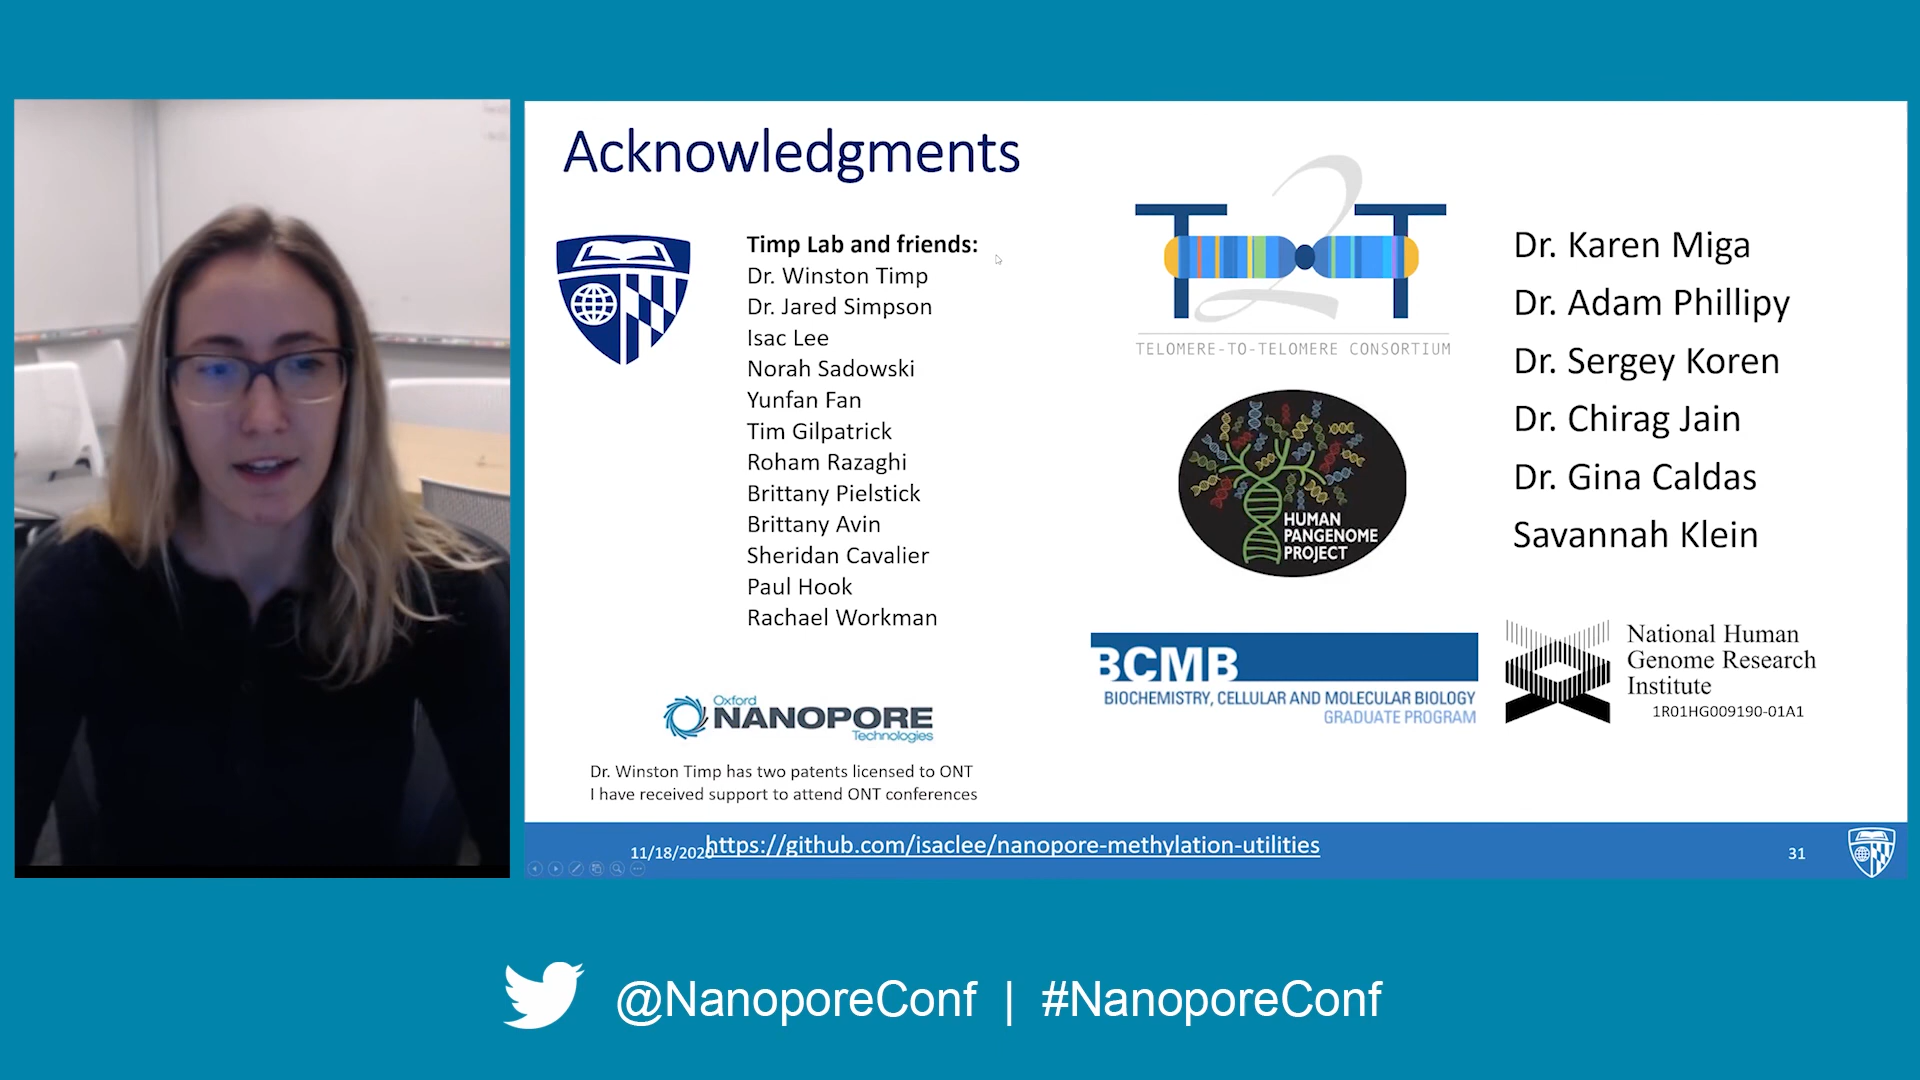 Acknowledgments
Timp Lab and friends:
Dr. Winston Timp
Dr. Jared Simpson
Isac Lee
Norah Sadowski
Yunfan Fan
Tim Gilpatrick
Roham Razaghi
Brittany Pielstick
Brittany Avin
Sheridan Cavalier
Paul Hook
Rachael Workman
Oxford
NANOPORE
Technologies
Dr. Winston Timp has two patents licensed to ONT
I have received support to attend ONT conferences
T2T
TELOMERE-TO-TELOMERE CONSORTIUM
HUMAN
PANGENOME
PROJECT
BCMB
BIOCHEMISTRY, CELLULAR AND MOLECULAR BIOLOGY
GRADUATE PROGRAM
Dr. Karen Miga
Dr. Adam Phillipy
Dr. Sergey Koren
Dr. Chirag Jain
Dr. Gina Caldas
Savannah Klein
National Human
Genome Research
Institute
1R01HG009190-01A1
11/18/2020
https://github.com/isaclee/nanopore-methylation-utilities
31
@NanoporeConf | #NanoporeConf